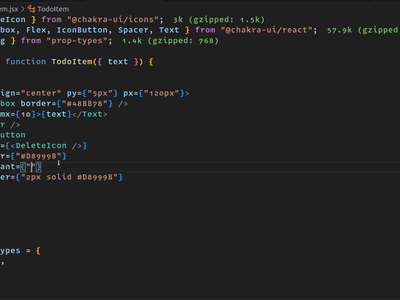 em.jsx > TodoItem
eIcon } from "@chakra-ui/icons"; 3k (gzipped: 1.5k)
box, Flex, IconButton, Spacer, Text } from "@chakra-ui/react"; 57.9k (gzipped:
g } from "prop-types"; 1.4k (gzipped: 768)
function TodoItem({ text }) {
ign="center" py={"5px"} px={"120px"}>
box border={"#48BB78"} />
mx={10}>{text}</Text>
r />
utton
={<DeleteIcon />}
r={"#D8999B"}
ant={""}
er={"2px solid #D8999B"}
ypes = {
,